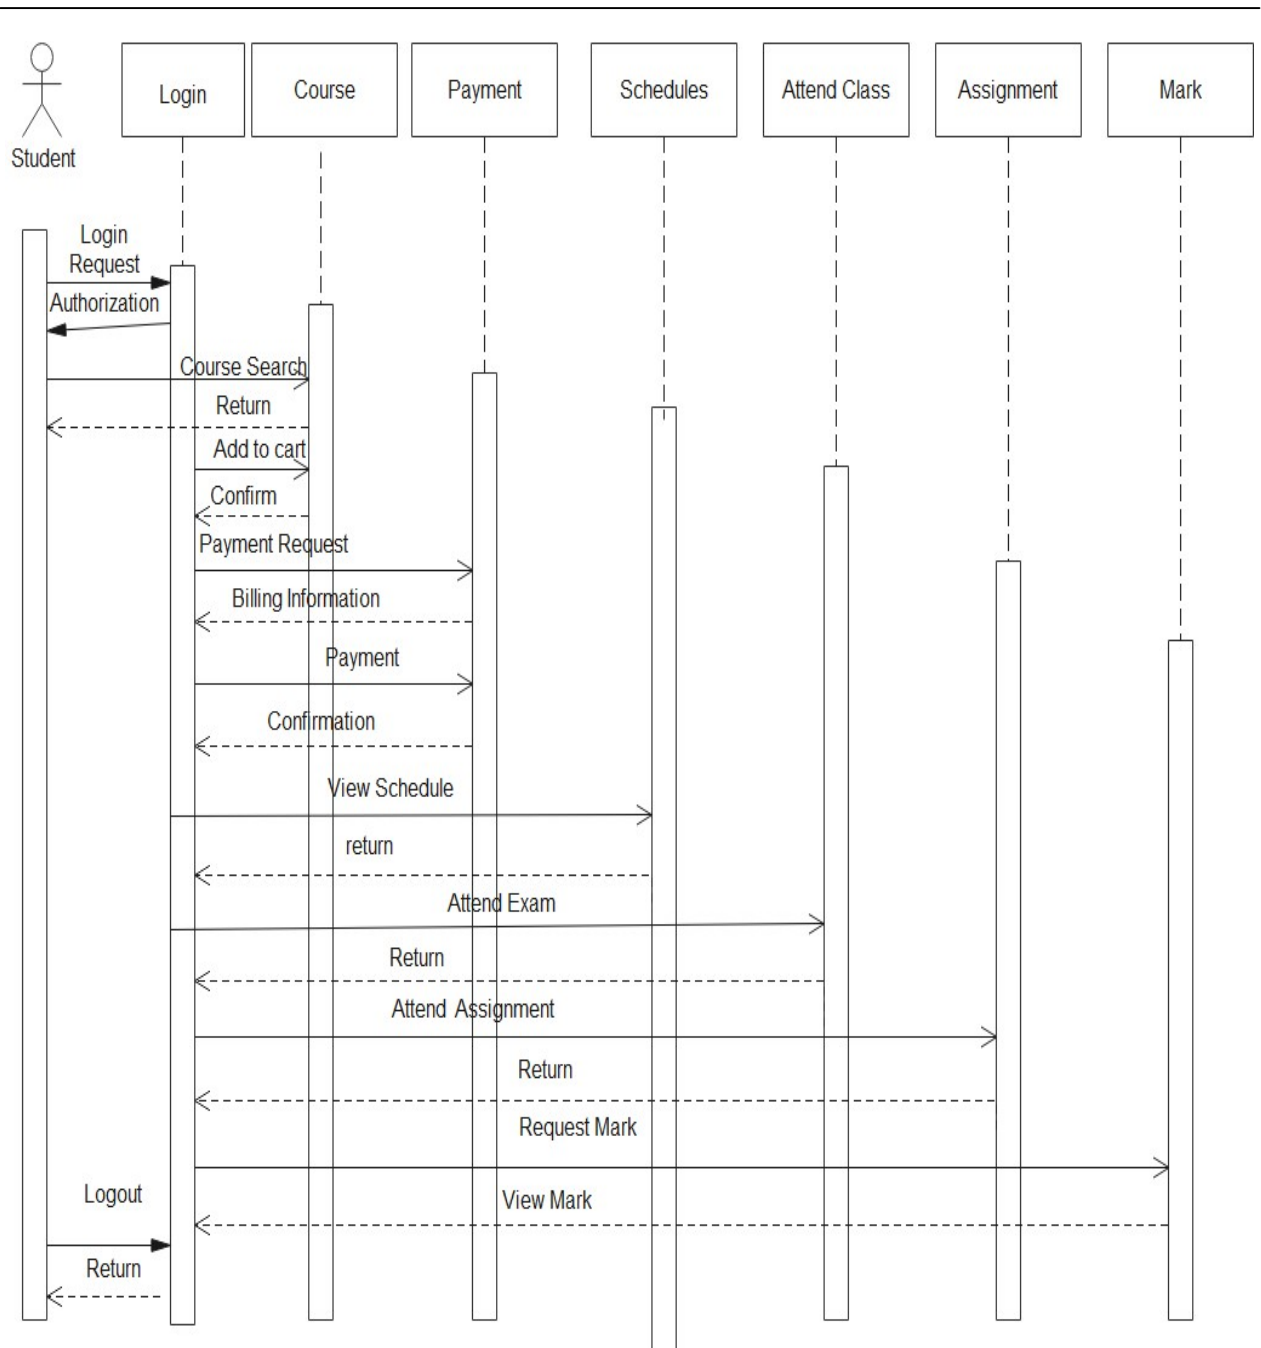 Student
Login
Course
Payment
Schedules
Attend Class
Assignment
Mark
Login
Request
Authorization
Course Search
Return
Add to cart
Confirm
Payment Request
Billing Information
Payment
Confirmation
View Schedule
return
Attend Exam
Return
Attend Assignment
Return
Request Mark
Logout
View Mark
Return